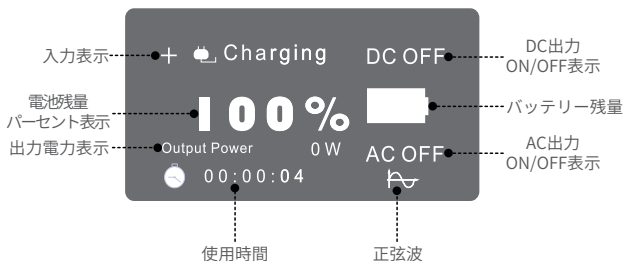 入力表示
電池残量
パーセント表示
出力電力表示
+ Charging
DC OFF
100%
Output Power 0 W
AC OFF
00:00:04
DC出力
ON/OFF表示
バッテリー残量
AC出力
ON/OFF表示
使用時間
正弦波